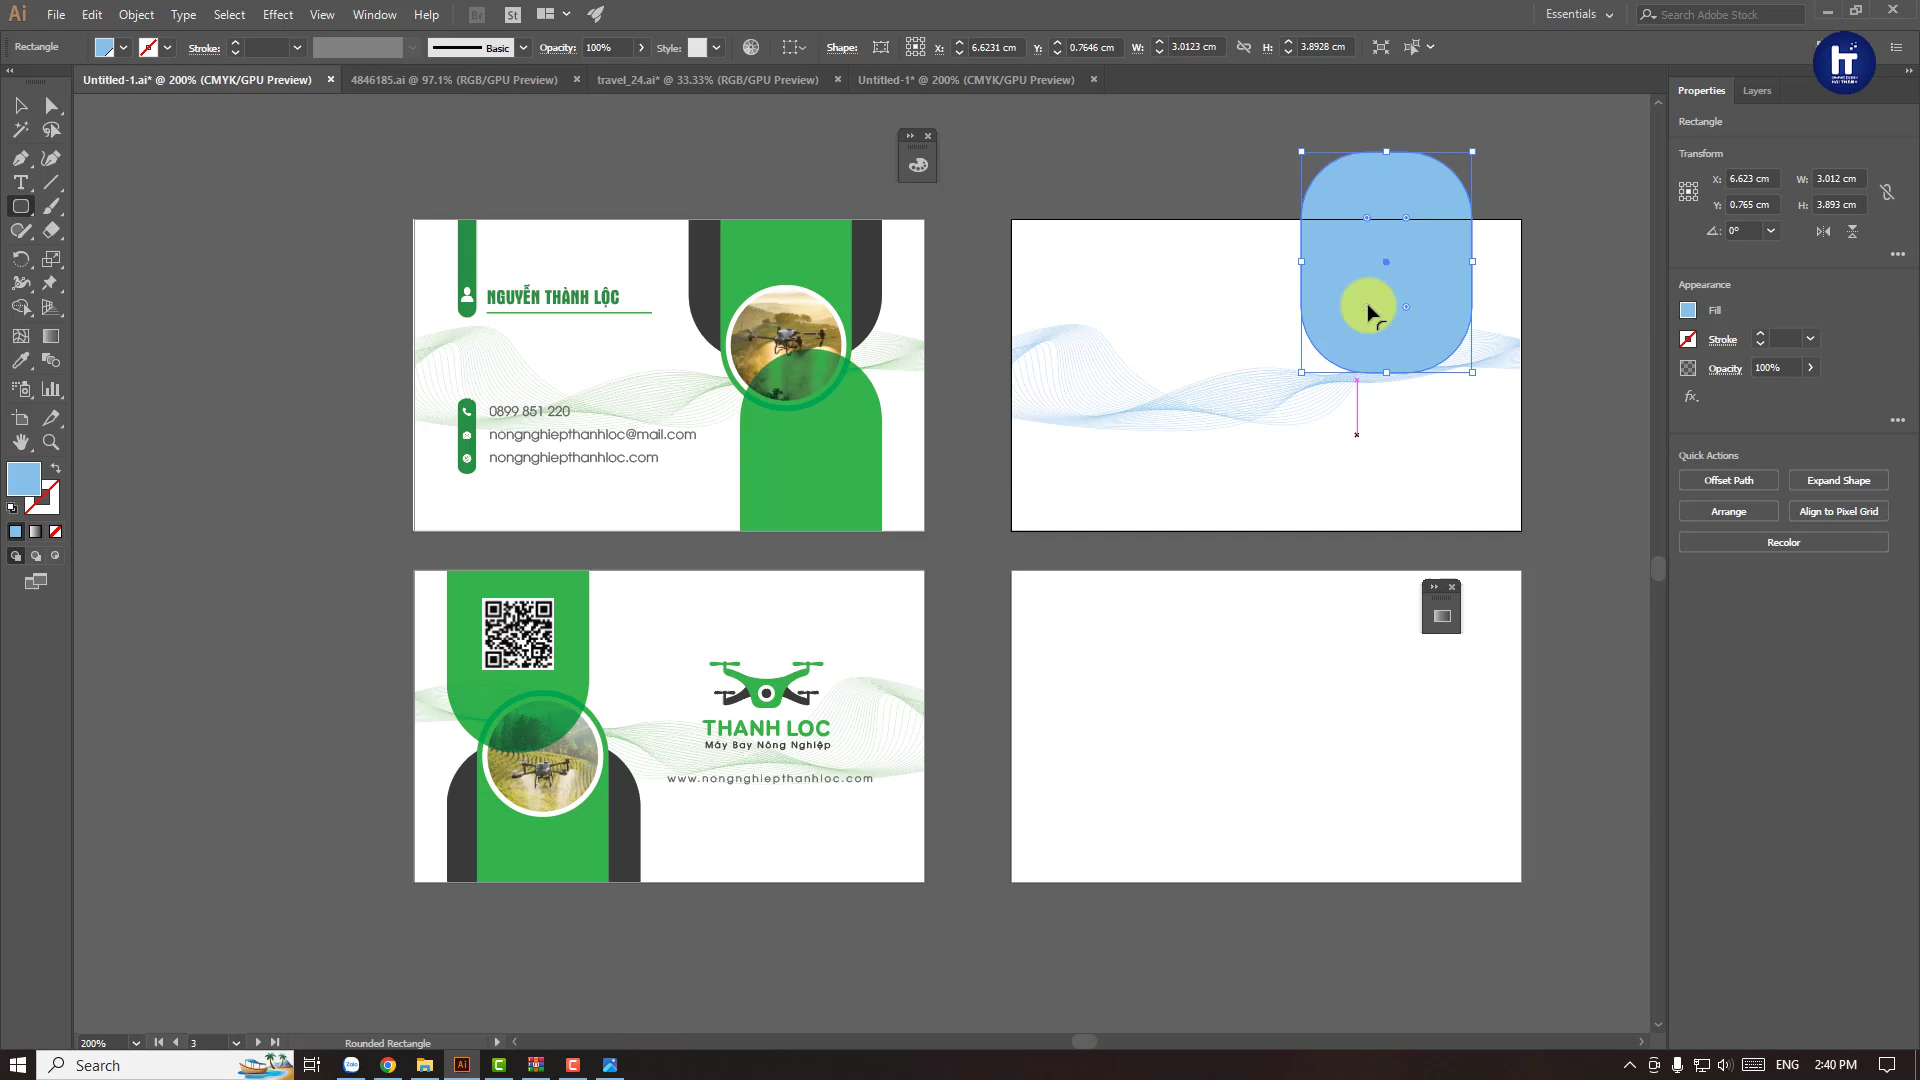 Ai File Edit Object Type Select Effect View Window Help Br St Essentials Search Adobe Stock
Rectangle Stroke: Basic Opacity: 100% Style: Shape: X: 6.6231 cm Y: 0.7646 cm W: 3.0123 cm H: 3.8928 cm
Untitled-1.ai* @ 200% (CMYK/GPU Preview) 4846185.ai @ 97.1% (RGB/GPU Preview) travel_24.ai* @ 33.33% (RGB/GPU Preview) Untitled-1* @ 200% (CMYK/GPU Preview)
Properties Layers
Rectangle
Transform
X: 6.623 cm W: 3.012 cm
Y: 0.765 cm H: 3.893 cm
0°
Appearance
Fill
Stroke
Opacity 100%
fx.
Quick Actions
Offset Path Expand Shape
Arrange Align to Pixel Grid
Recolor
NGUYỄN THÀNH LỘC
0899 851 220
nongnghiepthanhloc@mail.com
nongnghiepthanhloc.com
THANH LOC
Máy Bay Nông Nghiệp
www.nongnghiepthanhloc.com
200% 3 Rounded Rectangle
Search Zalo Ai ENG 2:40 PM